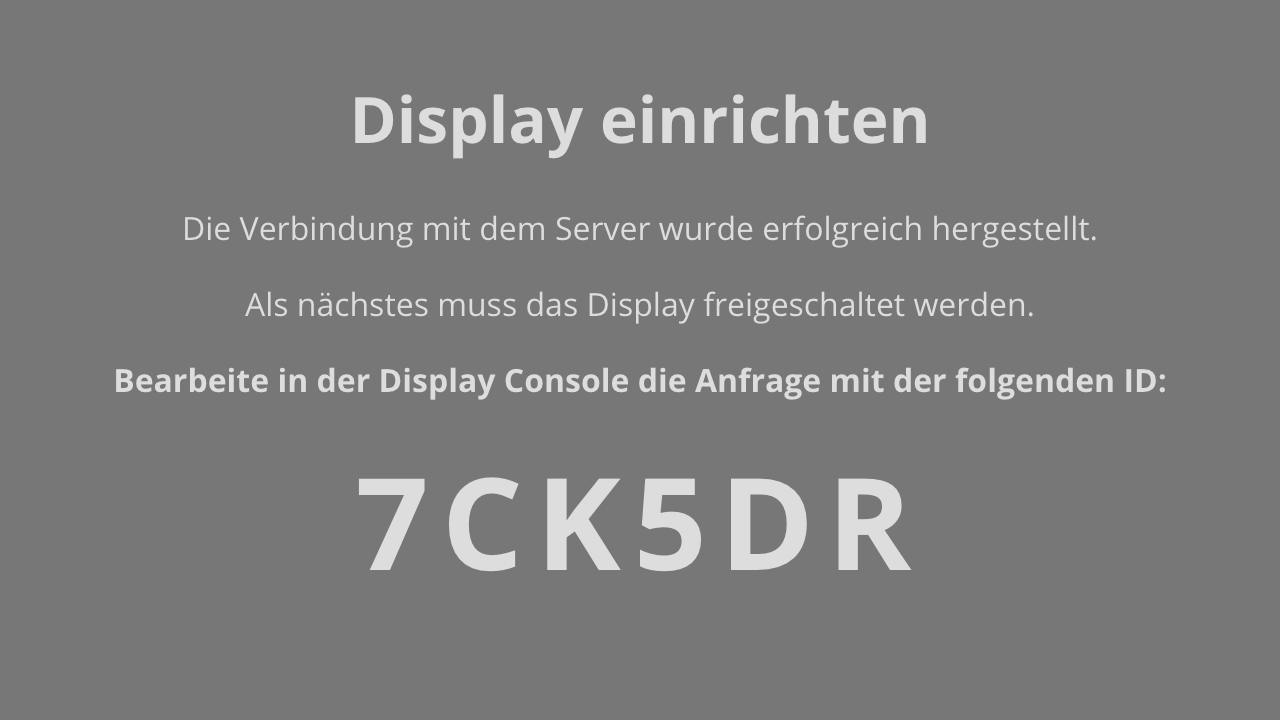 Display einrichten
Die Verbindung mit dem Server wurde erfolgreich hergestellt.
Als nächstes muss das Display freigeschaltet werden.
Bearbeite in der Display Console die Anfrage mit der folgenden ID:
7CK5DR